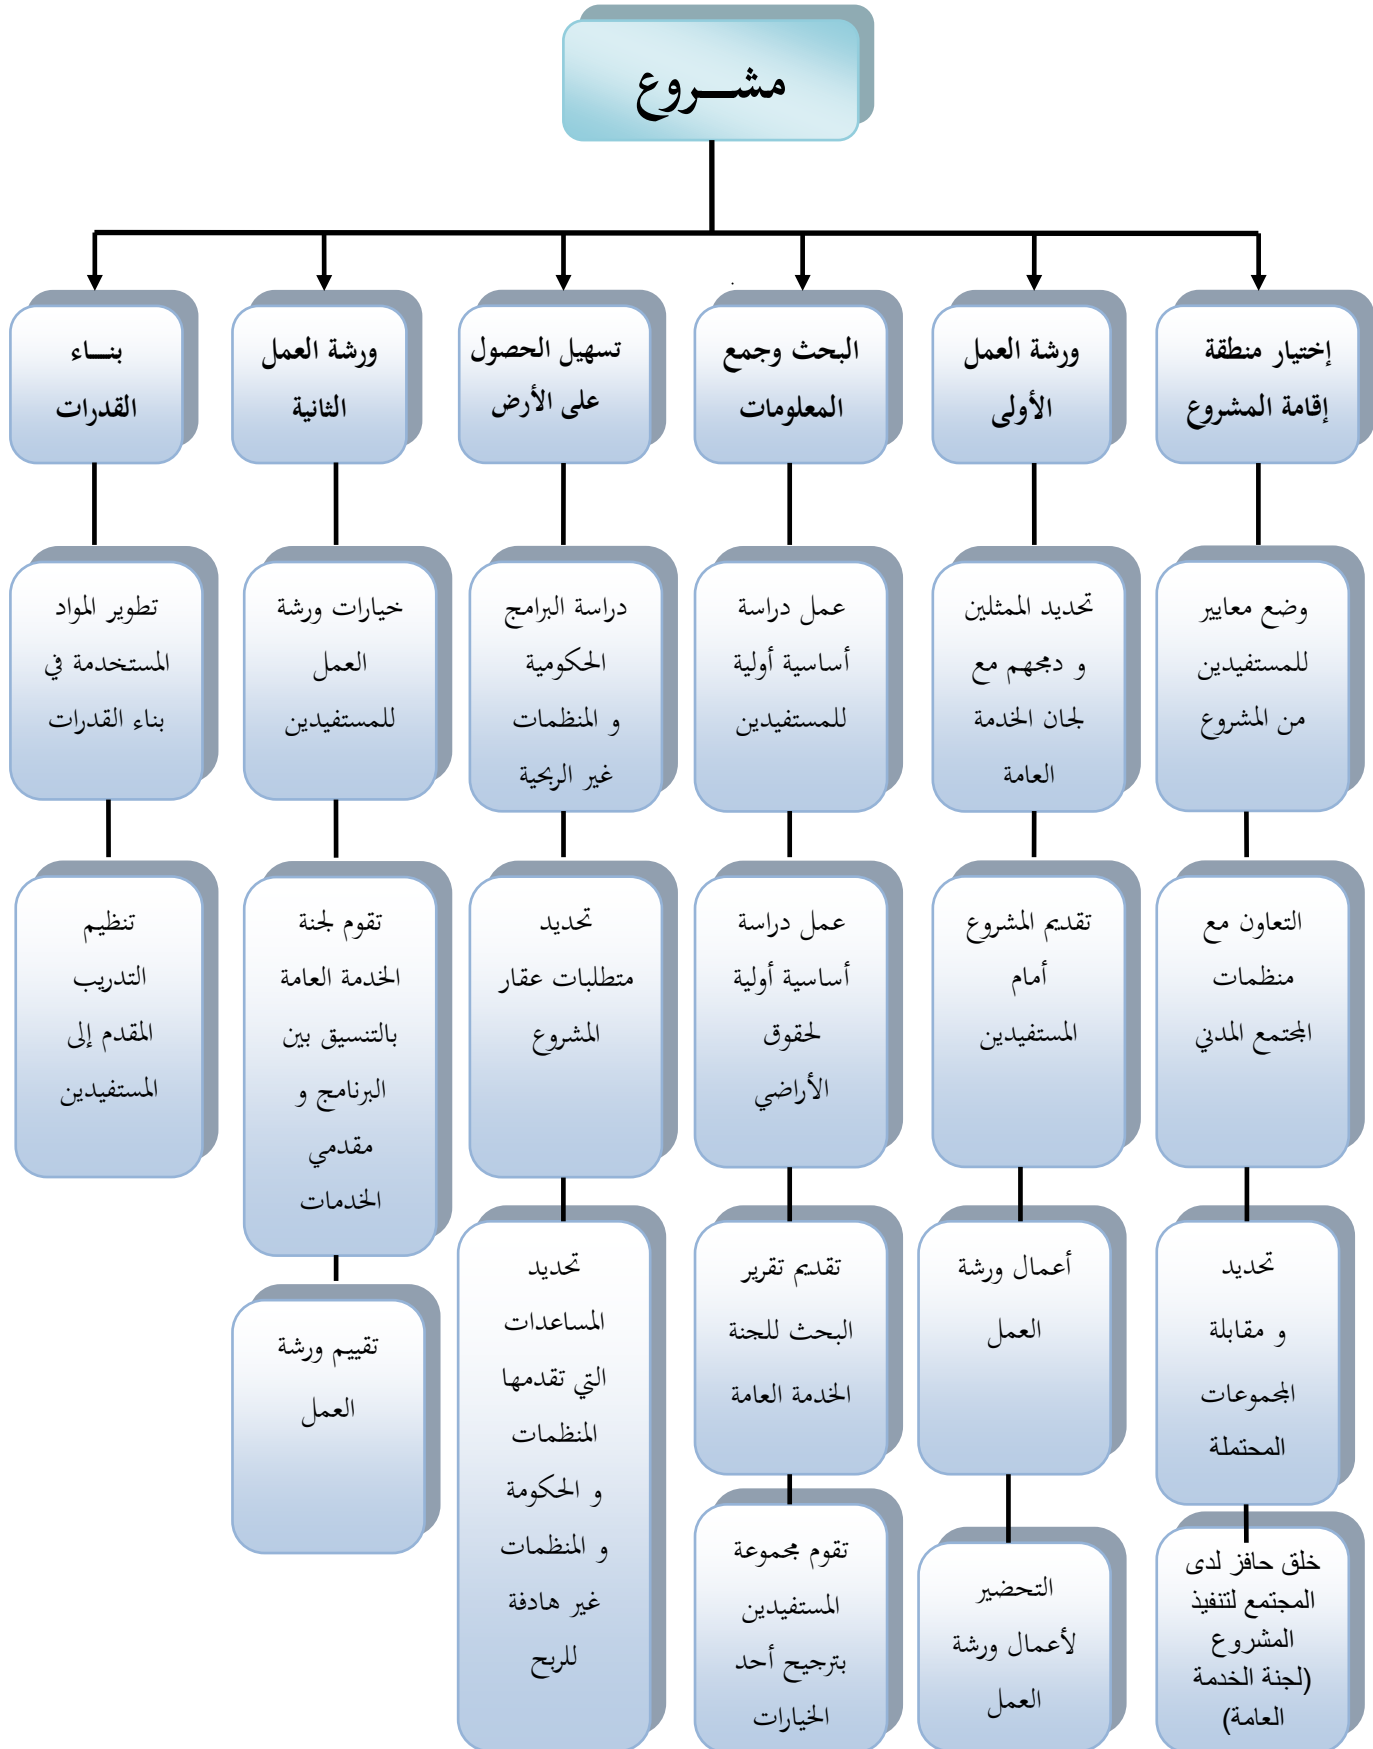 مشـــروع
إختيار منطقة
إقامة المشروع
ورشة العمل
الأولى
البحث وجمع
المعلومات
تسهيل الحصول
على الأرض
ورشة العمل
الثانية
بنـــاء
القدرات
وضع معايير
للمستفيدين
من المشروع
تحديد الممثلين
و دمجهم مع
لجان الخدمة
العامة
عمل دراسة
أساسية أولية
للمستفيدين
دراسة البرامج
الحكومية
و المنظمات
غير الربحية
خيارات ورشة
العمل
للمستفيدين
تطوير المواد
المستخدمة في
بناء القدرات
التعاون مع
منظمات
المجتمع المدني
تقديم المشروع
أمام
المستفيدين
عمل دراسة
أساسية أولية
لحقوق
الأراضي
تحديد
متطلبات عقار
المشروع
تقوم لجنة
الخدمة العامة
بالتنسيق بين
البرنامج و
مقدمي
الخدمات
تنظيم
التدريب
المقدم إلى
المستفيدين
تحديد
و مقابلة
المجموعات
المحتملة
أعمال ورشة
العمل
تقديم تقرير
البحث للجنة
الخدمة العامة
تحديد
المساعدات
التي تقدمها
المنظمات
و الحكومة
و المنظمات
غير هادفة
للربح
تقييم ورشة
العمل
خلق حافز لدى
المجتمع لتنفيذ
المشروع
(لجنة الخدمة
العامة)
التحضير
لأعمال ورشة
العمل
تقوم مجموعة
المستفيدين
بترجيح أحد
الخيارات